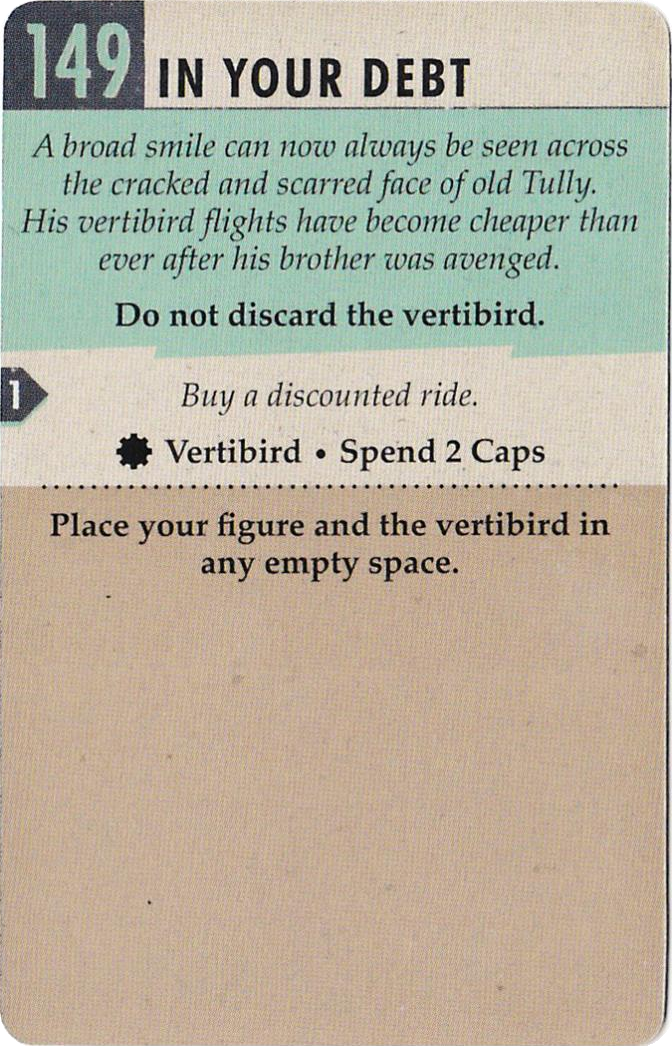 149 IN YOUR DEBT
A broad smile can now always be seen across
the cracked and scarred face of old Tully.
His vertibird flights have become cheaper than
ever after his brother was avenged.
Do not discard the vertibird.
1 Buy a discounted ride.
Vertibird • Spend 2 Caps
Place your figure and the vertibird in
any empty space.